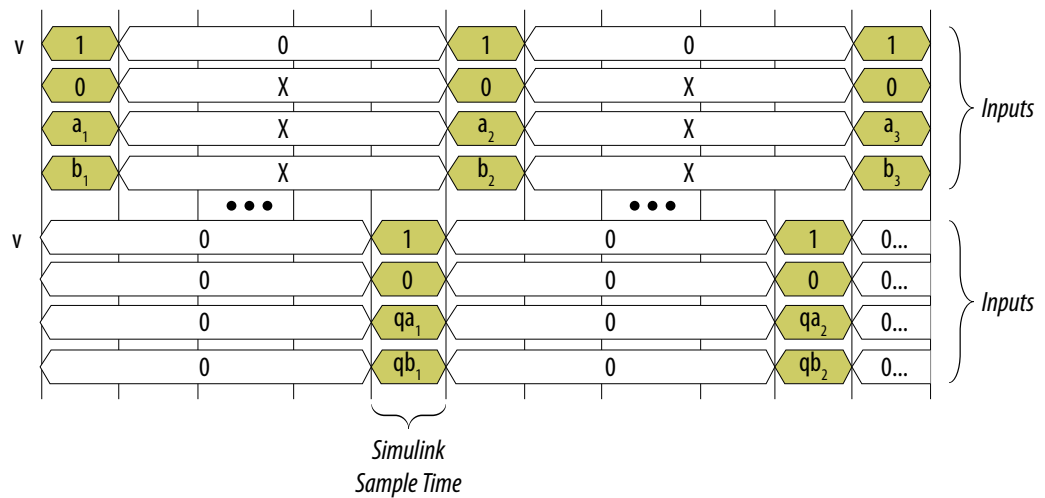 v 1 0 1 0 1
0 X 0 X 0
a₁ X a₂ X a₃
b₁ X b₂ X b₃
Inputs
•••  •••
v 0 1 0 1 0...
0 0 0 0 0...
0 qa₁ 0 qa₂ 0...
0 qb₁ 0 qb₂ 0...
Inputs
Simulink
Sample Time